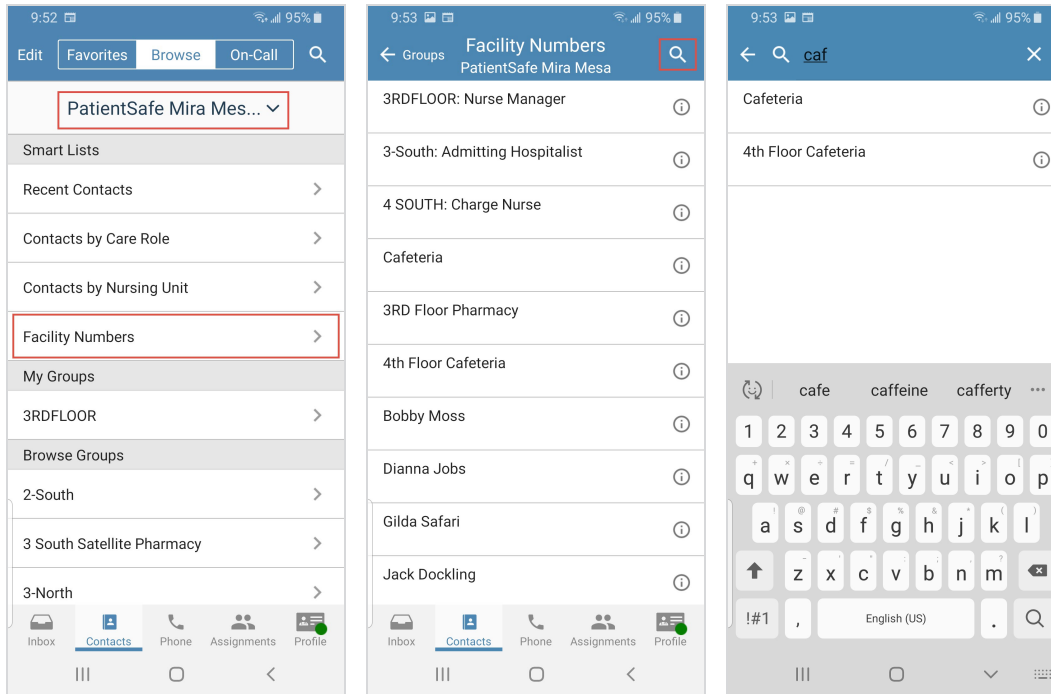 9:52
95%
Edit Favorites Browse On-Call
PatientSafe Mira Mes...
Smart Lists
Recent Contacts
Contacts by Care Role
Contacts by Nursing Unit
Facility Numbers
My Groups
3RDFLOOR
Browse Groups
2-South
3 South Satellite Pharmacy
3-North
Inbox Contacts Phone Assignments Profile
9:53
95%
Groups
Facility Numbers
PatientSafe Mira Mesa
3RDFLOOR: Nurse Manager
3-South: Admitting Hospitalist
4 SOUTH: Charge Nurse
Cafeteria
3RD Floor Pharmacy
4th Floor Cafeteria
Bobby Moss
Dianna Jobs
Gilda Safari
Jack Dockling
Inbox Contacts Phone Assignments Profile
9:53
95%
caf
Cafeteria
4th Floor Cafeteria
cafe caffeine cafferty ...
1 2 3 4 5 6 7 8 9 0
+ × ÷ = / _ < > [
q w e r t y u i o p
! @ # $ % & * ( )
a s d f g h j k l
- ' " : ; , ?
z x c v b n m
!#1 , English (US) .